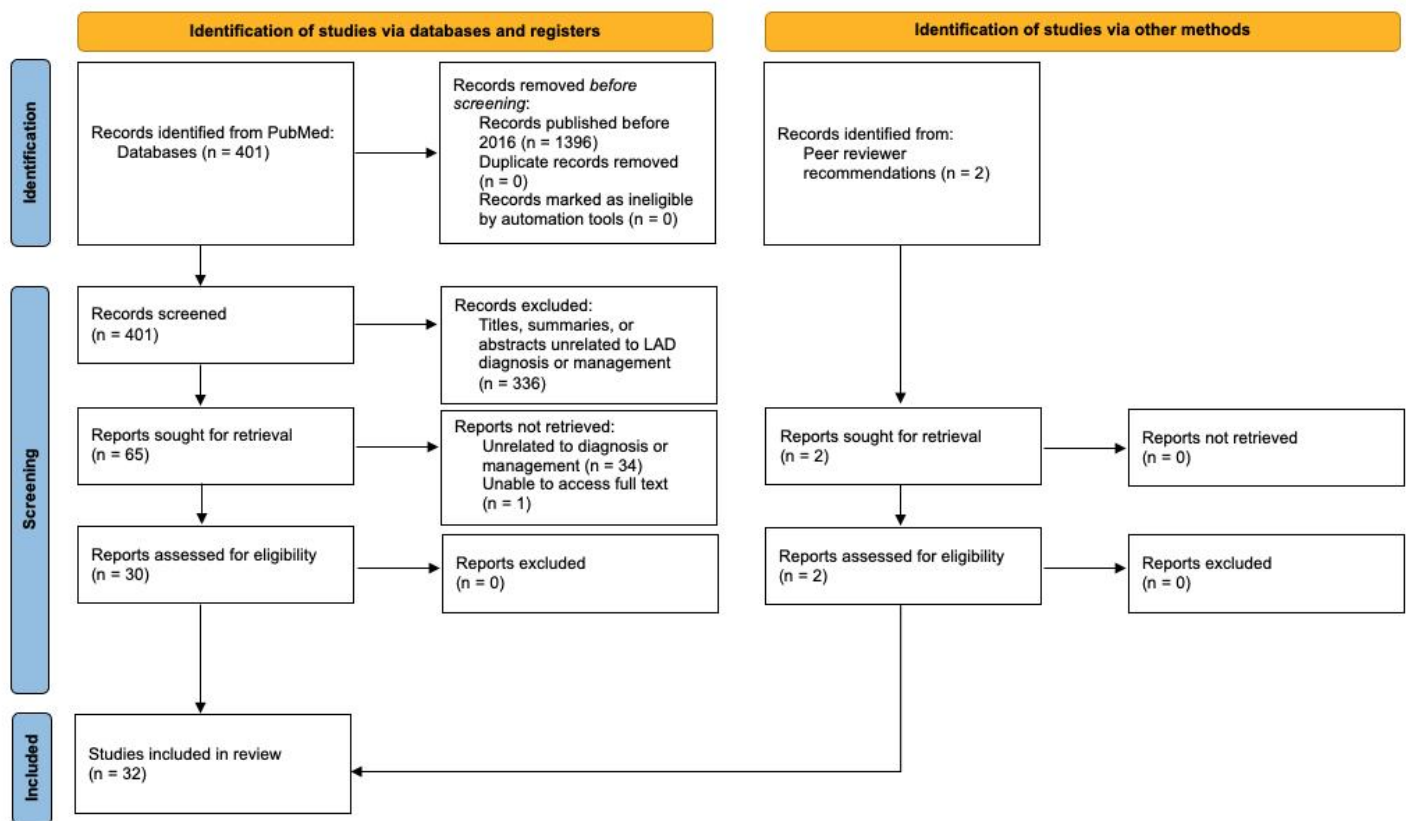 Identification of studies via databases and registers
Identification of studies via other methods
Identification
Records identified from PubMed:
Databases (n = 401)
Records removed before
screening:
Records published before
2016 (n = 1396)
Duplicate records removed
(n = 0)
Records marked as ineligible
by automation tools (n = 0)
Records identified from:
Peer reviewer
recommendations (n = 2)
Screening
Records screened
(n = 401)
Records excluded:
Titles, summaries, or
abstracts unrelated to LAD
diagnosis or management
(n = 336)
Reports sought for retrieval
(n = 65)
Reports not retrieved:
Unrelated to diagnosis or
management (n = 34)
Unable to access full text
(n = 1)
Reports sought for retrieval
(n = 2)
Reports not retrieved
(n = 0)
Reports assessed for eligibility
(n = 30)
Reports excluded
(n = 0)
Reports assessed for eligibility
(n = 2)
Reports excluded
(n = 0)
Included
Studies included in review
(n = 32)